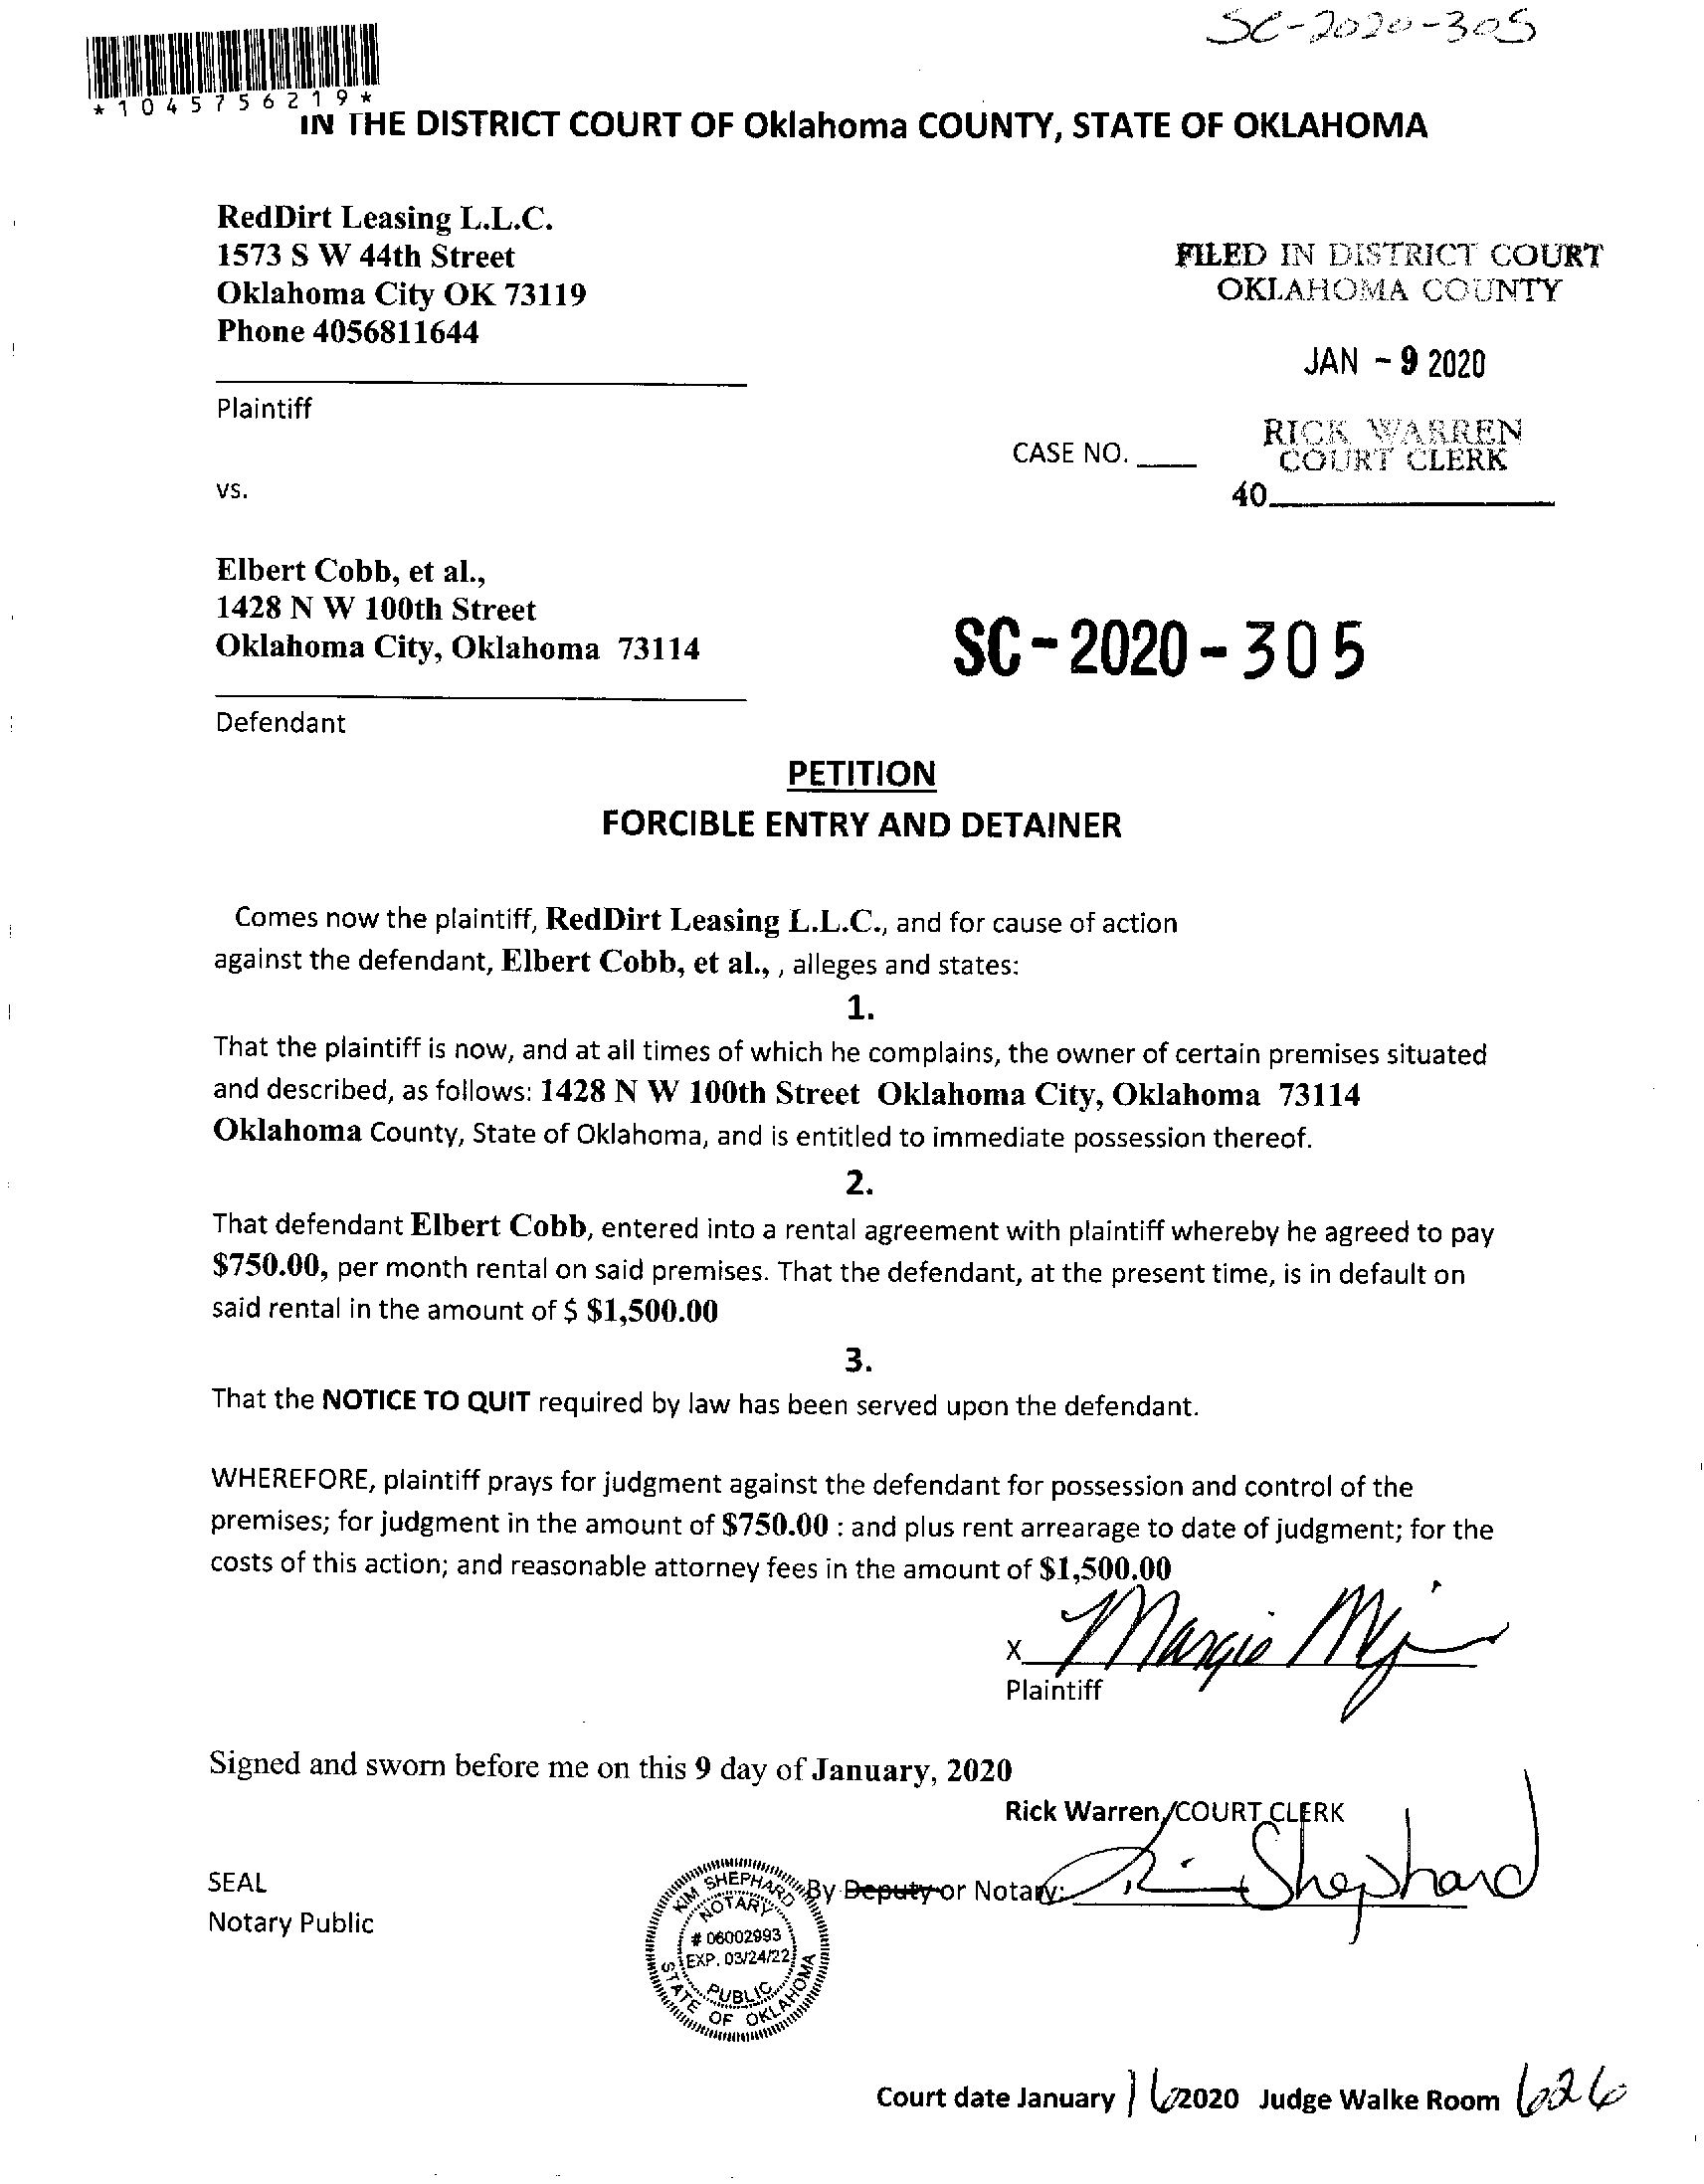 SC-2020-305
*1045756219*
IN THE DISTRICT COURT OF Oklahoma COUNTY, STATE OF OKLAHOMA
RedDirt Leasing L.L.C.
1573 S W 44th Street
Oklahoma City OK 73119
Phone 4056811644
Plaintiff
FILED IN DISTRICT COURT
OKLAHOMA COUNTY
JAN - 9 2020
RICK WARREN
COURT CLERK
40
CASE NO.
vs.
Elbert Cobb, et al.,
1428 N W 100th Street
Oklahoma City, Oklahoma 73114
SC-2020-305
Defendant
PETITION
FORCIBLE ENTRY AND DETAINER
Comes now the plaintiff, RedDirt Leasing L.L.C., and for cause of action
against the defendant, Elbert Cobb, et al., , alleges and states:
1.
That the plaintiff is now, and at all times of which he complains, the owner of certain premises situated
and described, as follows: 1428 N W 100th Street Oklahoma City, Oklahoma 73114
Oklahoma County, State of Oklahoma, and is entitled to immediate possession thereof.
2.
That defendant Elbert Cobb, entered into a rental agreement with plaintiff whereby he agreed to pay
$750.00, per month rental on said premises. That the defendant, at the present time, is in default on
said rental in the amount of $ $1,500.00
3.
That the NOTICE TO QUIT required by law has been served upon the defendant.
WHEREFORE, plaintiff prays for judgment against the defendant for possession and control of the
premises; for judgment in the amount of $750.00 : and plus rent arrearage to date of judgment; for the
costs of this action; and reasonable attorney fees in the amount of $1,500.00
X Margie
Plaintiff
Signed and sworn before me on this 9 day of January, 2020
Rick Warren, COURT CLERK
SEAL
Notary Public
By Deputy or Notary: Shephard
KIM SHEPHARD
NOTARY
# 06002993
EXP. 03/24/22
PUBLIC
STATE OF OKLAHOMA
Court date January 16 2020 Judge Walke Room 626